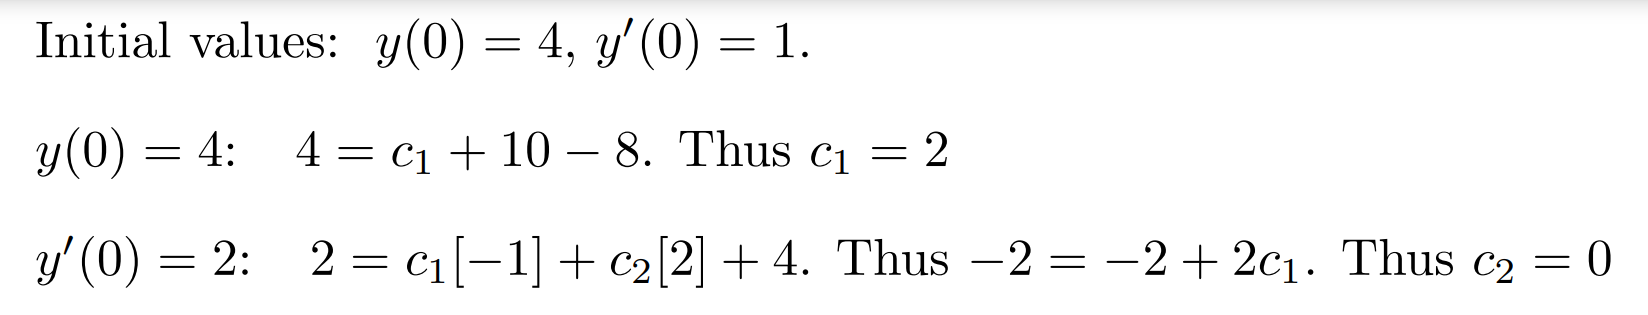 Initial values: y(0) = 4, y′(0) = 1.
y(0) = 4: 4 = c₁ + 10 − 8. Thus c₁ = 2
y′(0) = 2: 2 = c₁[−1] + c₂[2] + 4. Thus −2 = −2 + 2c₁. Thus c₂ = 0